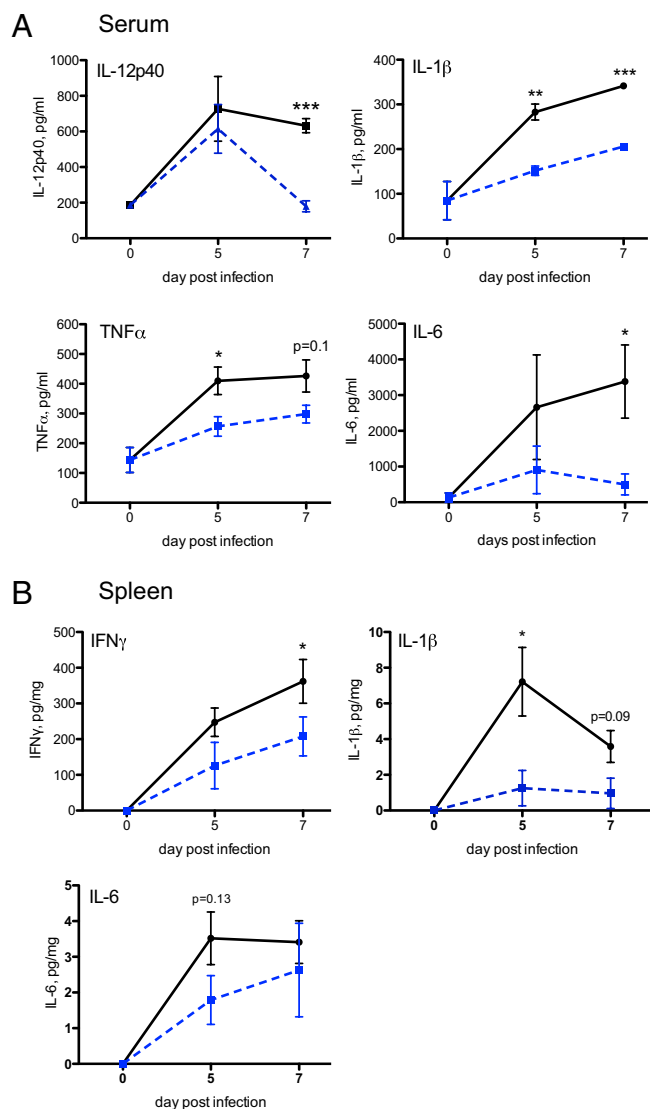 A Serum
IL-12p40
IL-12p40, pg/ml
1000
800
600
400
200
0
***
0 5 7
day post infection
IL-1β
IL-1β, pg/ml
400
300
200
100
0
** ***
0 5 7
day post infection
TNFα
TNFα, pg/ml
600
500
400
300
200
100
0
* p=0.1
0 5 7
day post infection
IL-6
IL-6, pg/ml
5000
4000
3000
2000
1000
0
*
0 5 7
days post infection
B Spleen
IFNγ
IFNγ, pg/mg
500
400
300
200
100
0
*
0 5 7
day post infection
IL-1β
IL-1β, pg/mg
10
8
6
4
2
0
* p=0.09
0 5 7
day post infection
IL-6
IL-6, pg/mg
5
4
3
2
1
0
p=0.13
0 5 7
day post infection